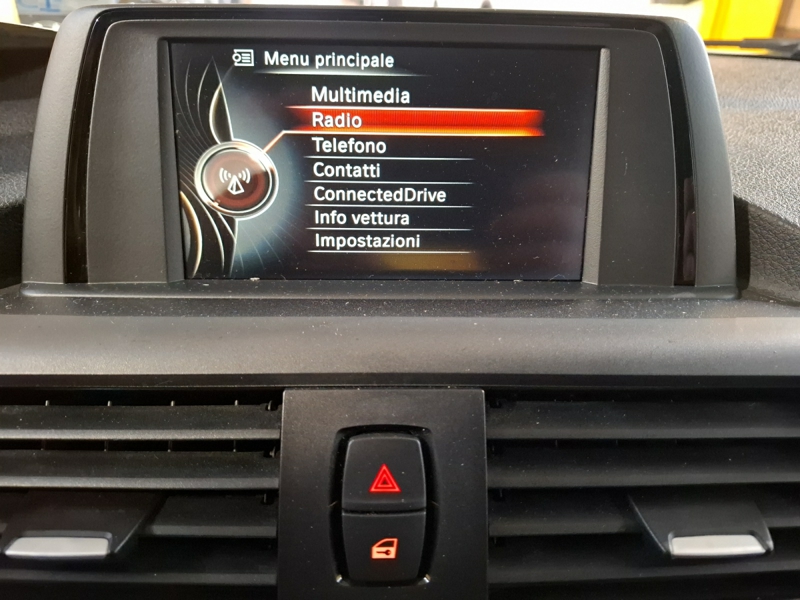 Menu principale
Multimedia
Radio
Telefono
Contatti
ConnectedDrive
Info vettura
Impostazioni